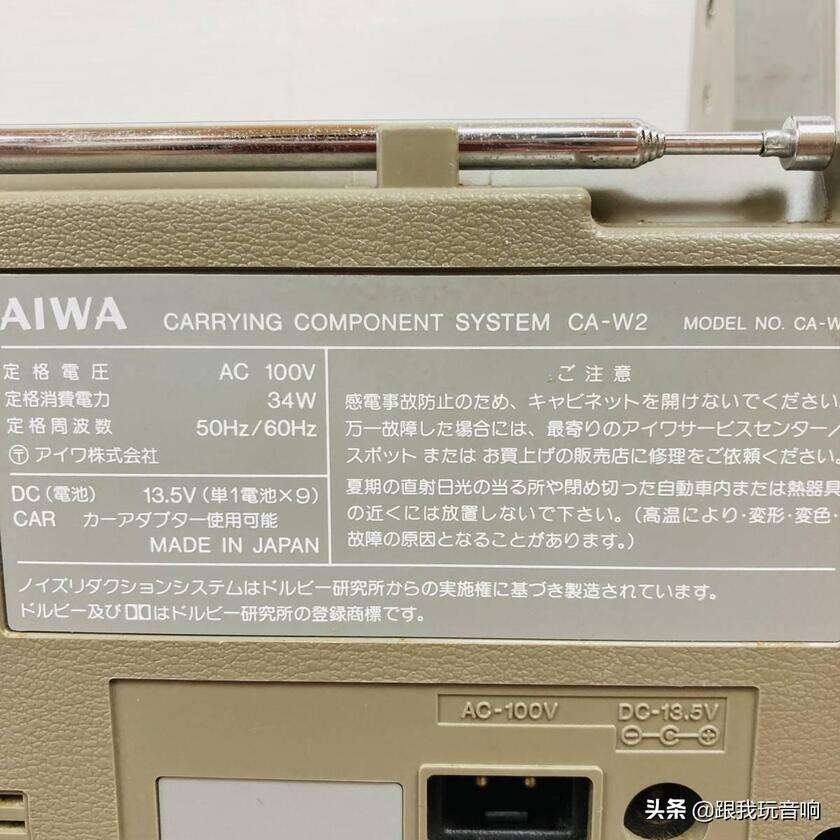 AIWA CARRYING COMPONENT SYSTEM CA-W2 MODEL NO. CA-W
定格電圧 AC 100V
定格消費電力 34W
定格周波数 50Hz/60Hz
〒 アイワ株式会社
DC(電池) 13.5V(単1電池×9)
CAR カーアダプター使用可能
MADE IN JAPAN
ご注意
感電事故防止のため、キャビネットを開けないでください
万一故障した場合には、最寄りのアイワサービスセンター/
スポット または お買上げの販売店に修理をご依頼ください。
夏期の直射日光の当る所や閉め切った自動車内または熱器具
の近くには放置しないで下さい。(高温により・変形・変色・
故障の原因となることがあります。)
ノイズリダクションシステムはドルビー研究所からの実施権に基づき製造されています。
ドルビー及び はドルビー研究所の登録商標です。
AC-100V DC-13.5V
頭条 @跟我玩音响